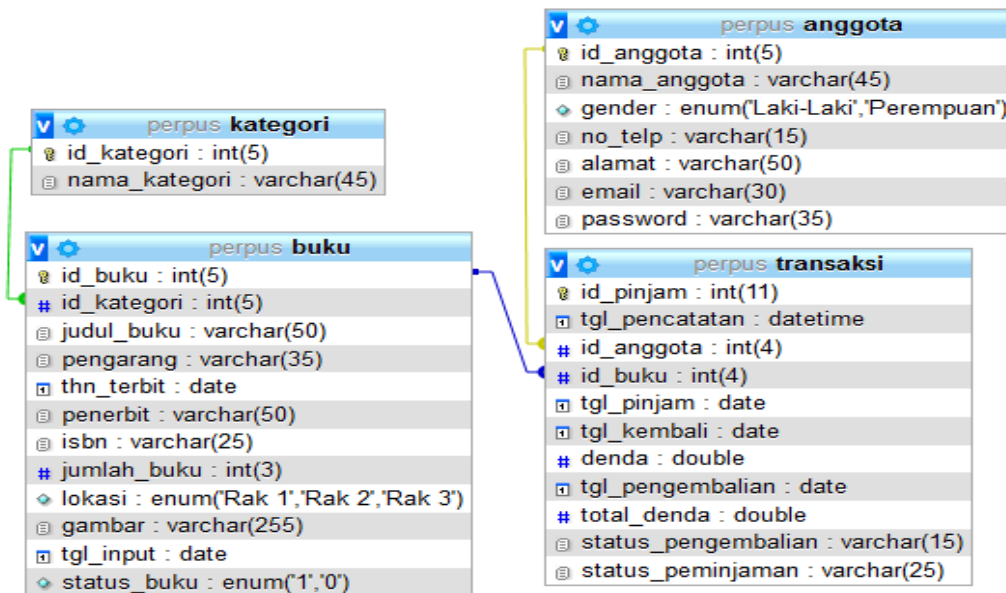 perpus kategori
id_kategori : int(5)
nama_kategori : varchar(45)
perpus buku
id_buku : int(5)
id_kategori : int(5)
judul_buku : varchar(50)
pengarang : varchar(35)
thn_terbit : date
penerbit : varchar(50)
isbn : varchar(25)
jumlah_buku : int(3)
lokasi : enum('Rak 1','Rak 2','Rak 3')
gambar : varchar(255)
tgl_input : date
status_buku : enum('1','0')
perpus anggota
id_anggota : int(5)
nama_anggota : varchar(45)
gender : enum('Laki-Laki','Perempuan')
no_telp : varchar(15)
alamat : varchar(50)
email : varchar(30)
password : varchar(35)
perpus transaksi
id_pinjam : int(11)
tgl_pencatatan : datetime
id_anggota : int(4)
id_buku : int(4)
tgl_pinjam : date
tgl_kembali : date
denda : double
tgl_pengembalian : date
total_denda : double
status_pengembalian : varchar(15)
status_peminjaman : varchar(25)